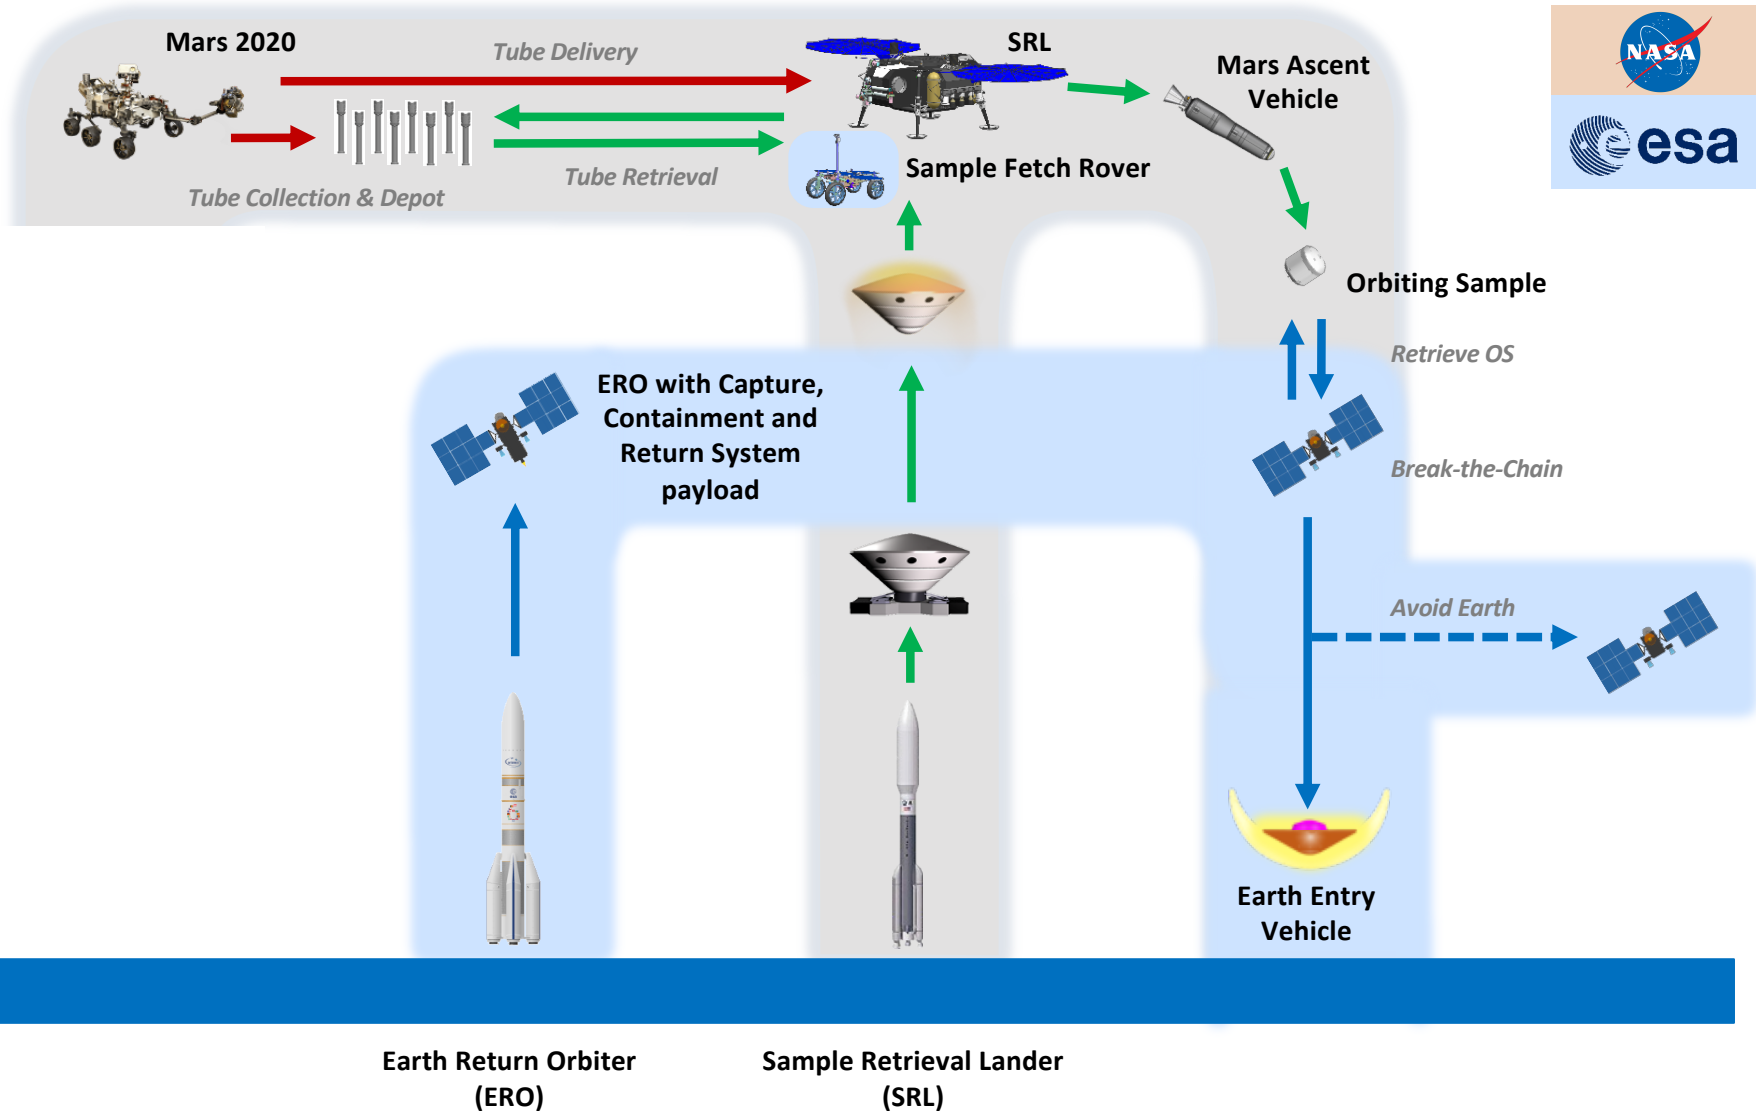 Mars 2020
Tube Delivery
SRL
Mars Ascent
Vehicle
NASA
esa
Tube Collection & Depot
Tube Retrieval
Sample Fetch Rover
Orbiting Sample
Retrieve OS
ERO with Capture,
Containment and
Return System
payload
Break-the-Chain
Avoid Earth
Earth Entry
Vehicle
Earth Return Orbiter
(ERO)
Sample Retrieval Lander
(SRL)